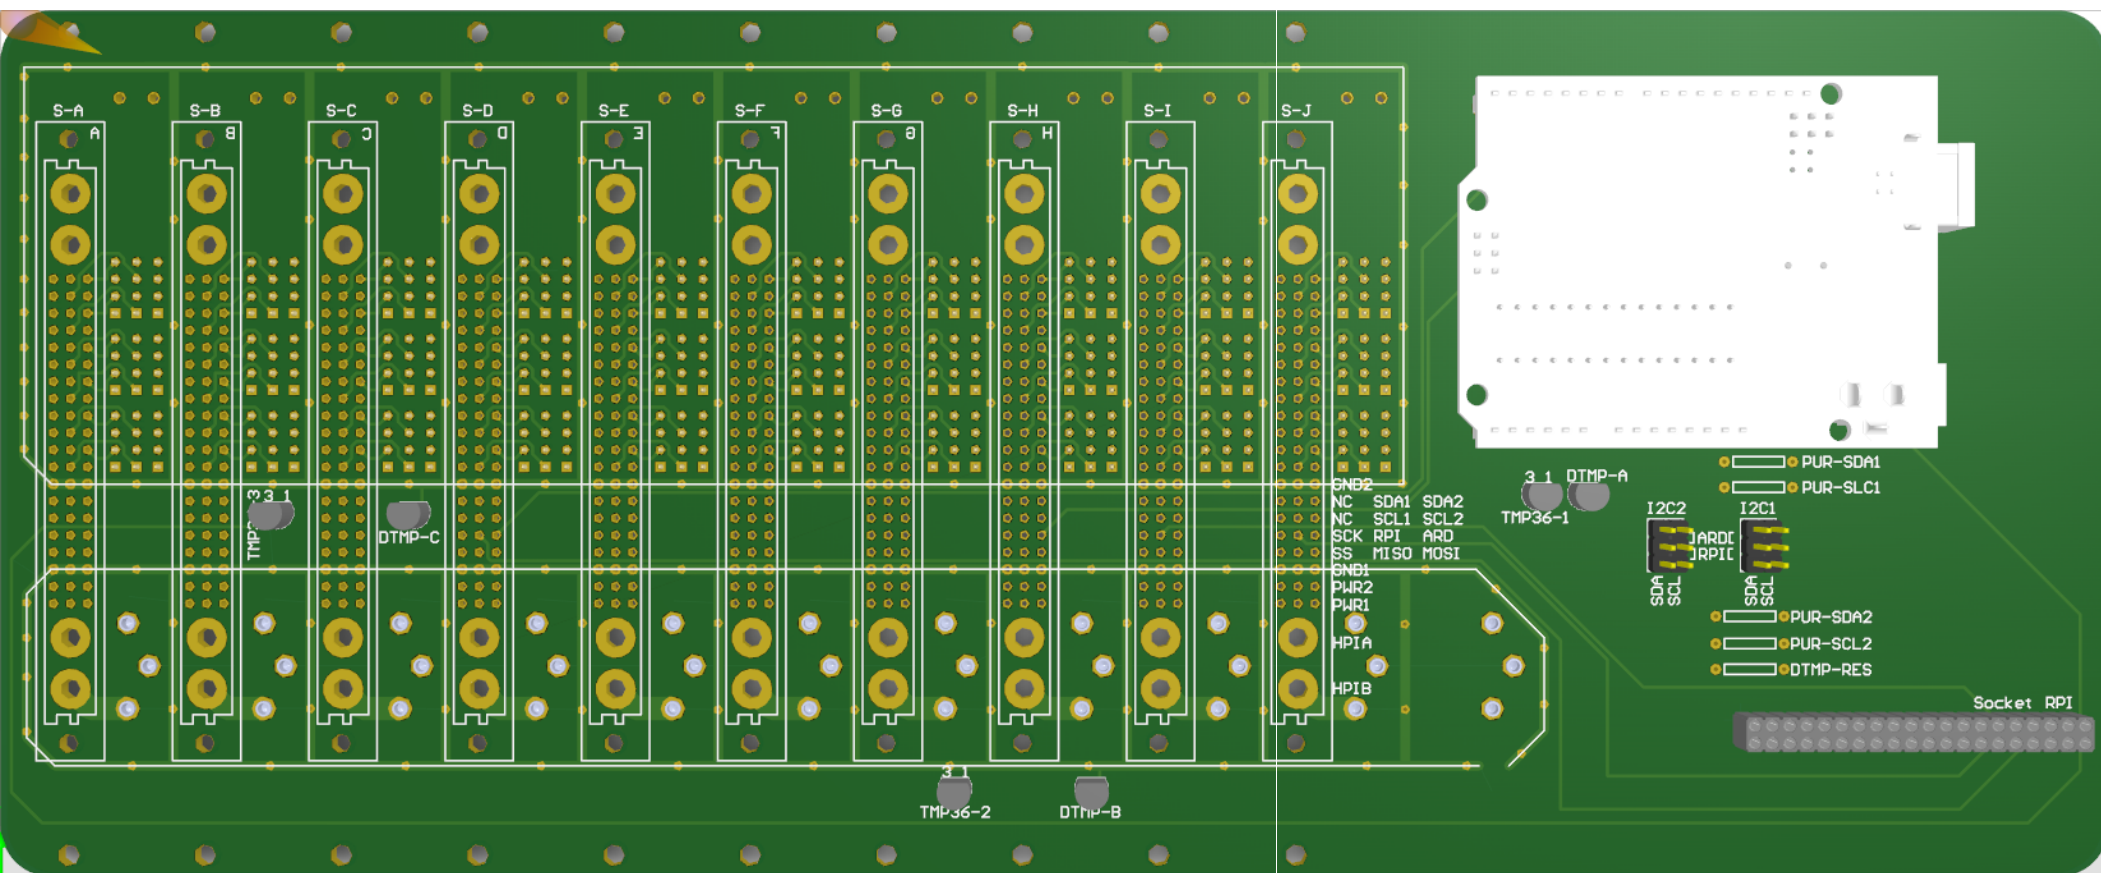 S-A S-B S-C S-D S-E S-F S-G S-H S-I S-J
A B C D E F G H
PUR-SDA1
PUR-SLC1
3 1 DTMP-A
TMP36-1
3 1
DTMP-C
GND2
NC SDA1 SDA2
NC SCL1 SCL2
SCK RPI ARD
SS MISO MOSI
GND1
PWR2
PWR1
HPIA
HPIB
I2C2 I2C1
ARD
RPI
SDA SCL SDA SCL
PUR-SDA2
PUR-SCL2
DTMP-RES
Socket RPI
3 1
TMP36-2 DTMP-B